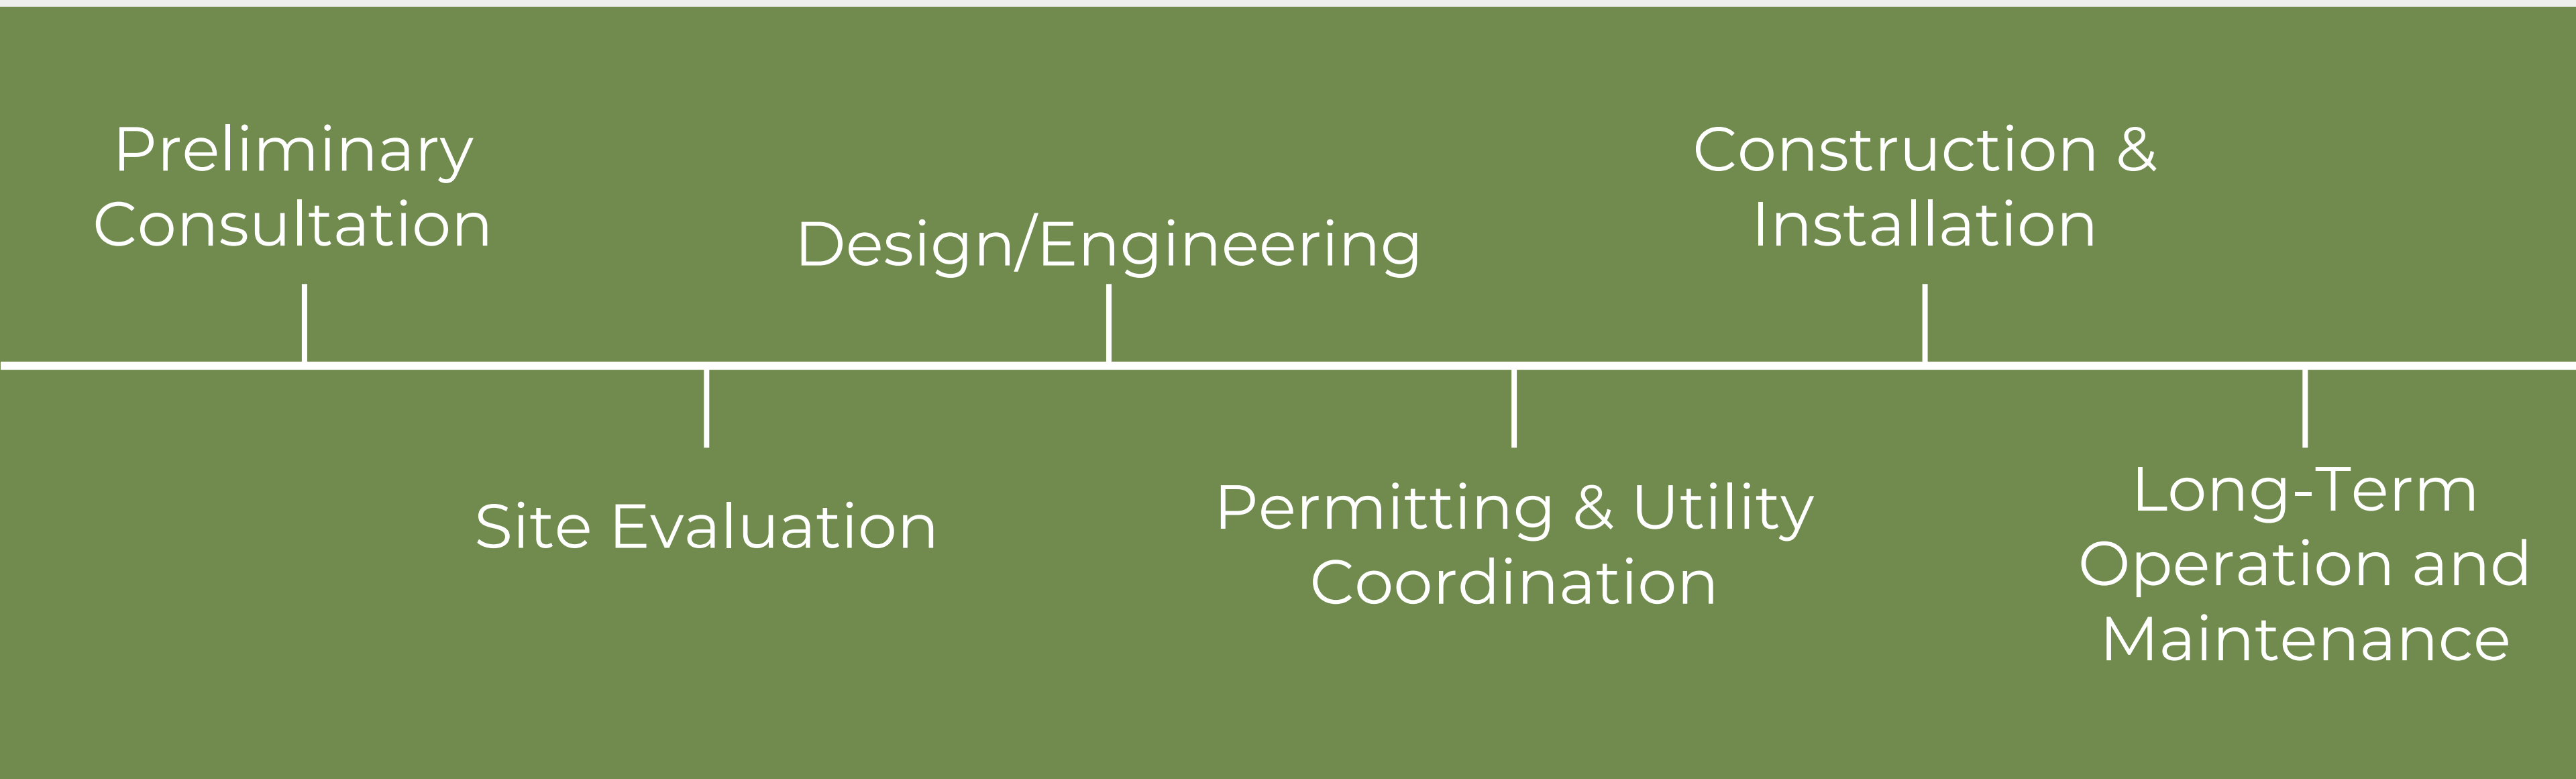 Preliminary
Consultation
Site Evaluation
Design/Engineering
Permitting & Utility
Coordination
Construction &
Installation
Long-Term
Operation and
Maintenance